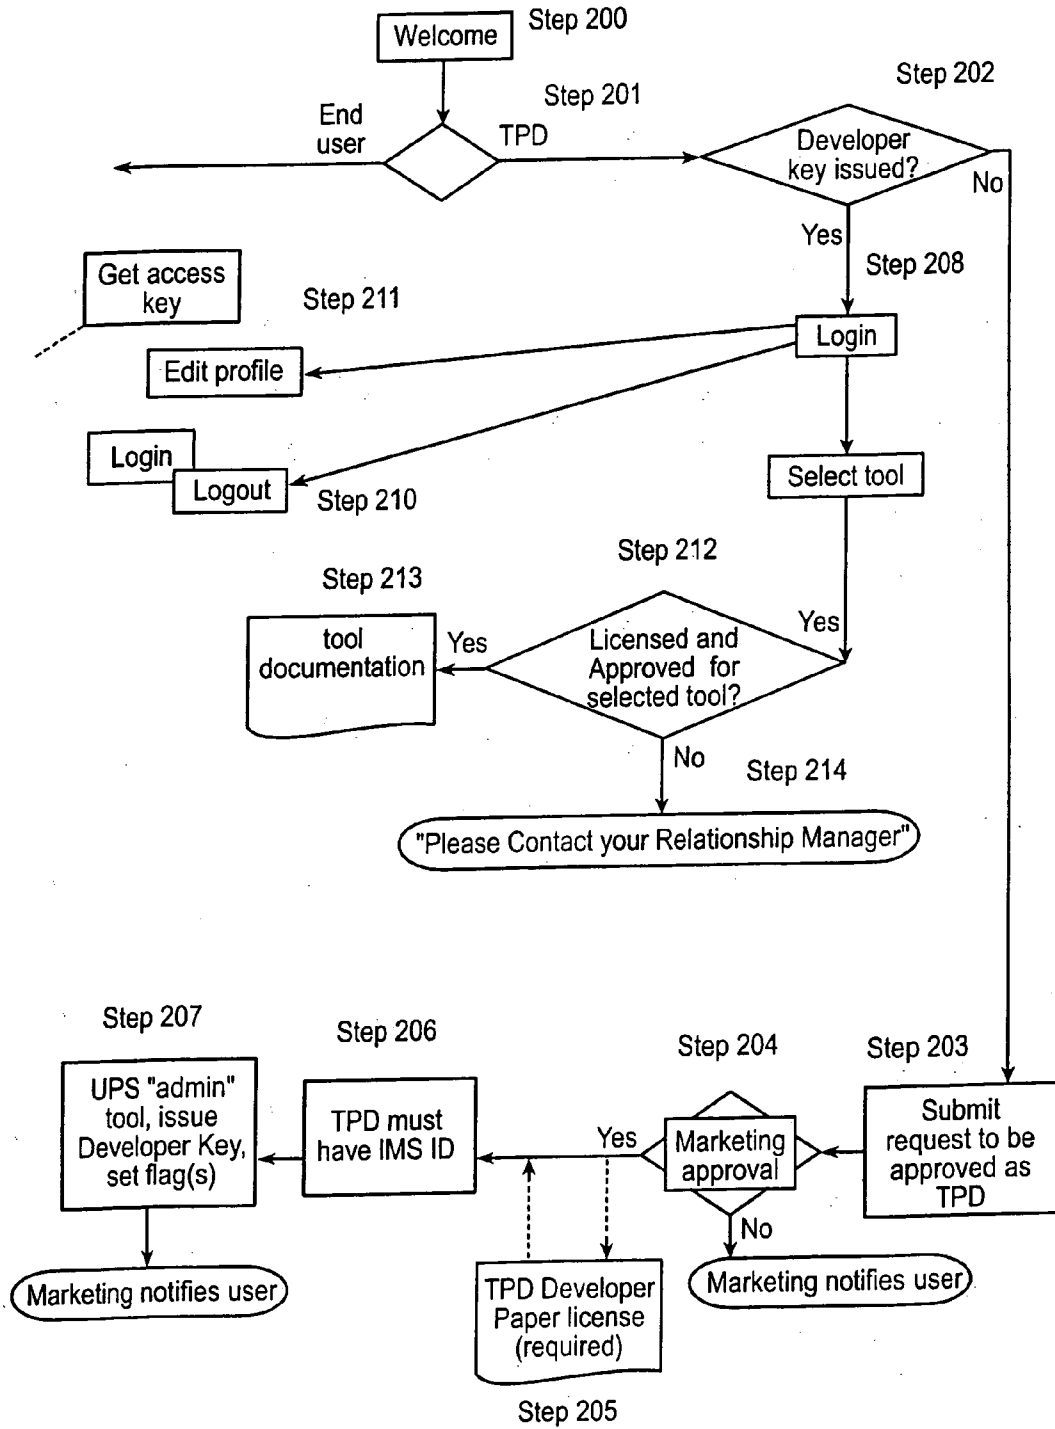 Welcome
Step 200
Step 201
Step 202
End
user
TPD
Developer
key issued?
No
Yes
Step 208
Get access
key
Step 211
Login
Edit profile
Login
Logout
Step 210
Select tool
Step 212
Step 213
tool
documentation
Yes
Licensed and
Approved for
selected tool?
Yes
No
Step 214
"Please Contact your Relationship Manager"
Step 207
Step 206
Step 204
Step 203
UPS "admin"
tool, issue
Developer Key,
set flag(s)
TPD must
have IMS ID
Yes
Marketing
approval
Submit
request to be
approved as
TPD
No
Marketing notifies user
TPD Developer
Paper license
(required)
Marketing notifies user
Step 205